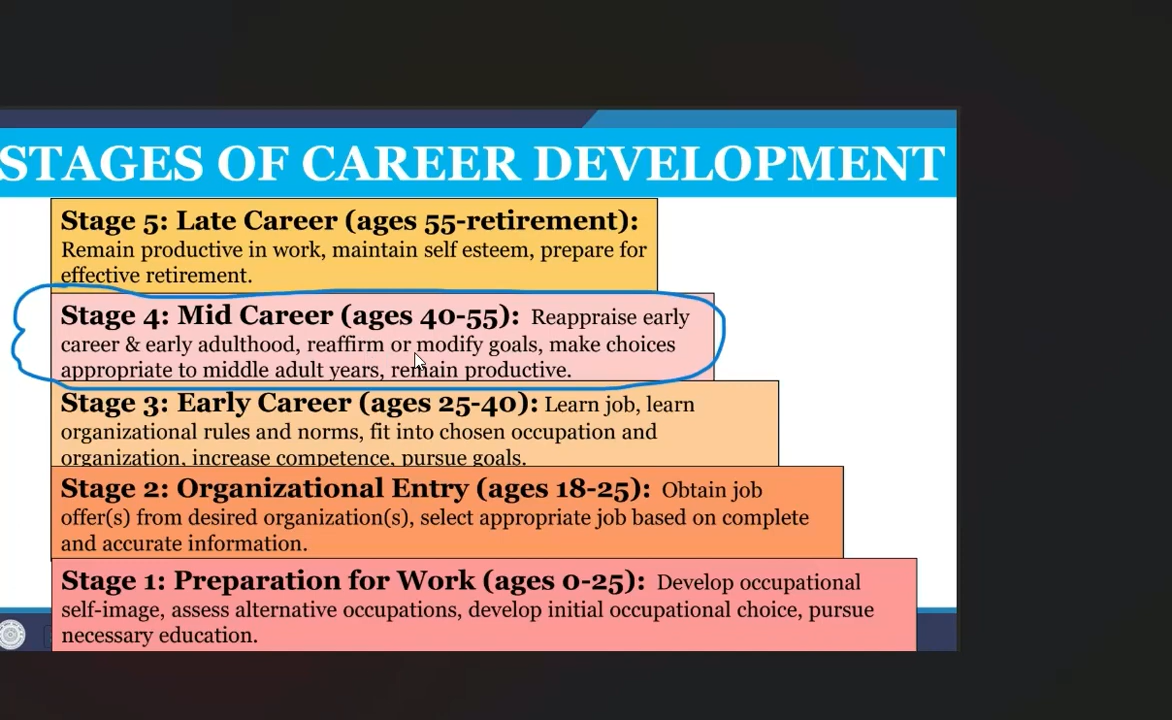 STAGES OF CAREER DEVELOPMENT
Stage 5: Late Career (ages 55-retirement):
Remain productive in work, maintain self esteem, prepare for
effective retirement.
Stage 4: Mid Career (ages 40-55): Reappraise early
career & early adulthood, reaffirm or modify goals, make choices
appropriate to middle adult years, remain productive.
Stage 3: Early Career (ages 25-40): Learn job, learn
organizational rules and norms, fit into chosen occupation and
organization, increase competence, pursue goals.
Stage 2: Organizational Entry (ages 18-25): Obtain job
offer(s) from desired organization(s), select appropriate job based on complete
and accurate information.
Stage 1: Preparation for Work (ages 0-25): Develop occupational
self-image, assess alternative occupations, develop initial occupational choice, pursue
necessary education.